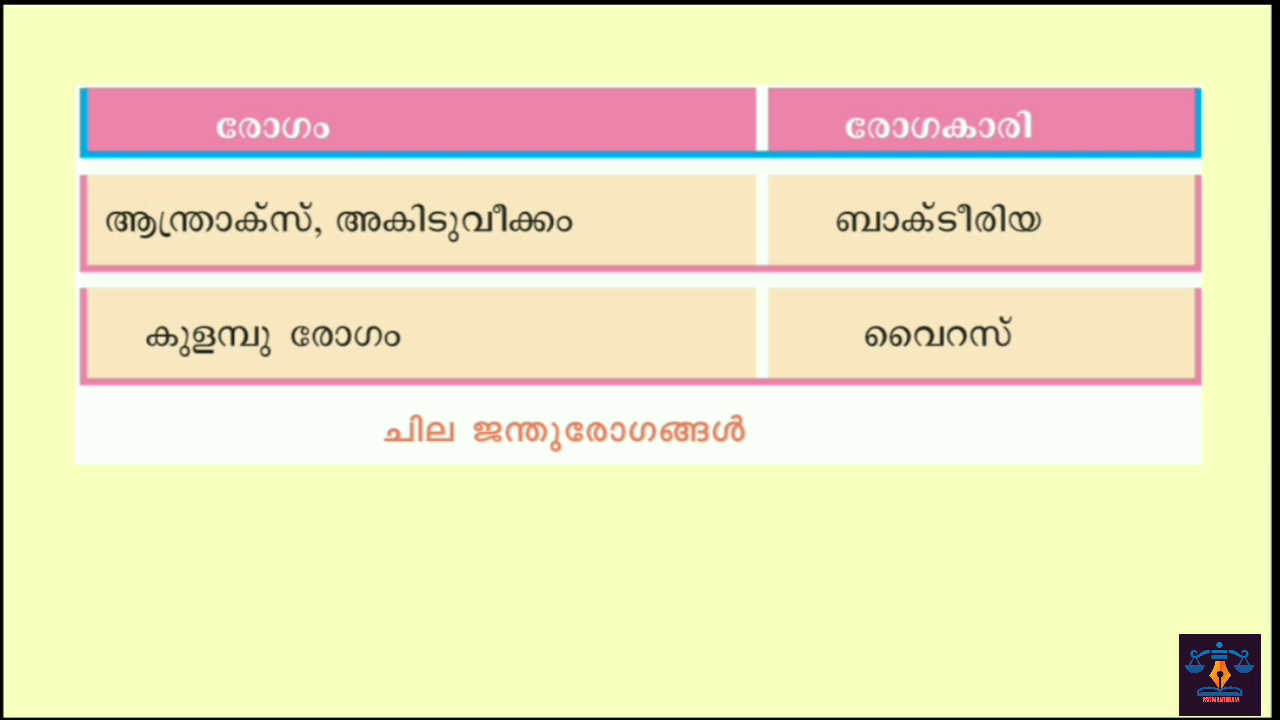 രോഗം രോഗകാരി
ആന്ത്രാക്സ്, അകിടുവീക്കം ബാക്ടീരിയ
കുളമ്പു രോഗം വൈറസ്
ചില ജന്തുരോഗങ്ങൾ